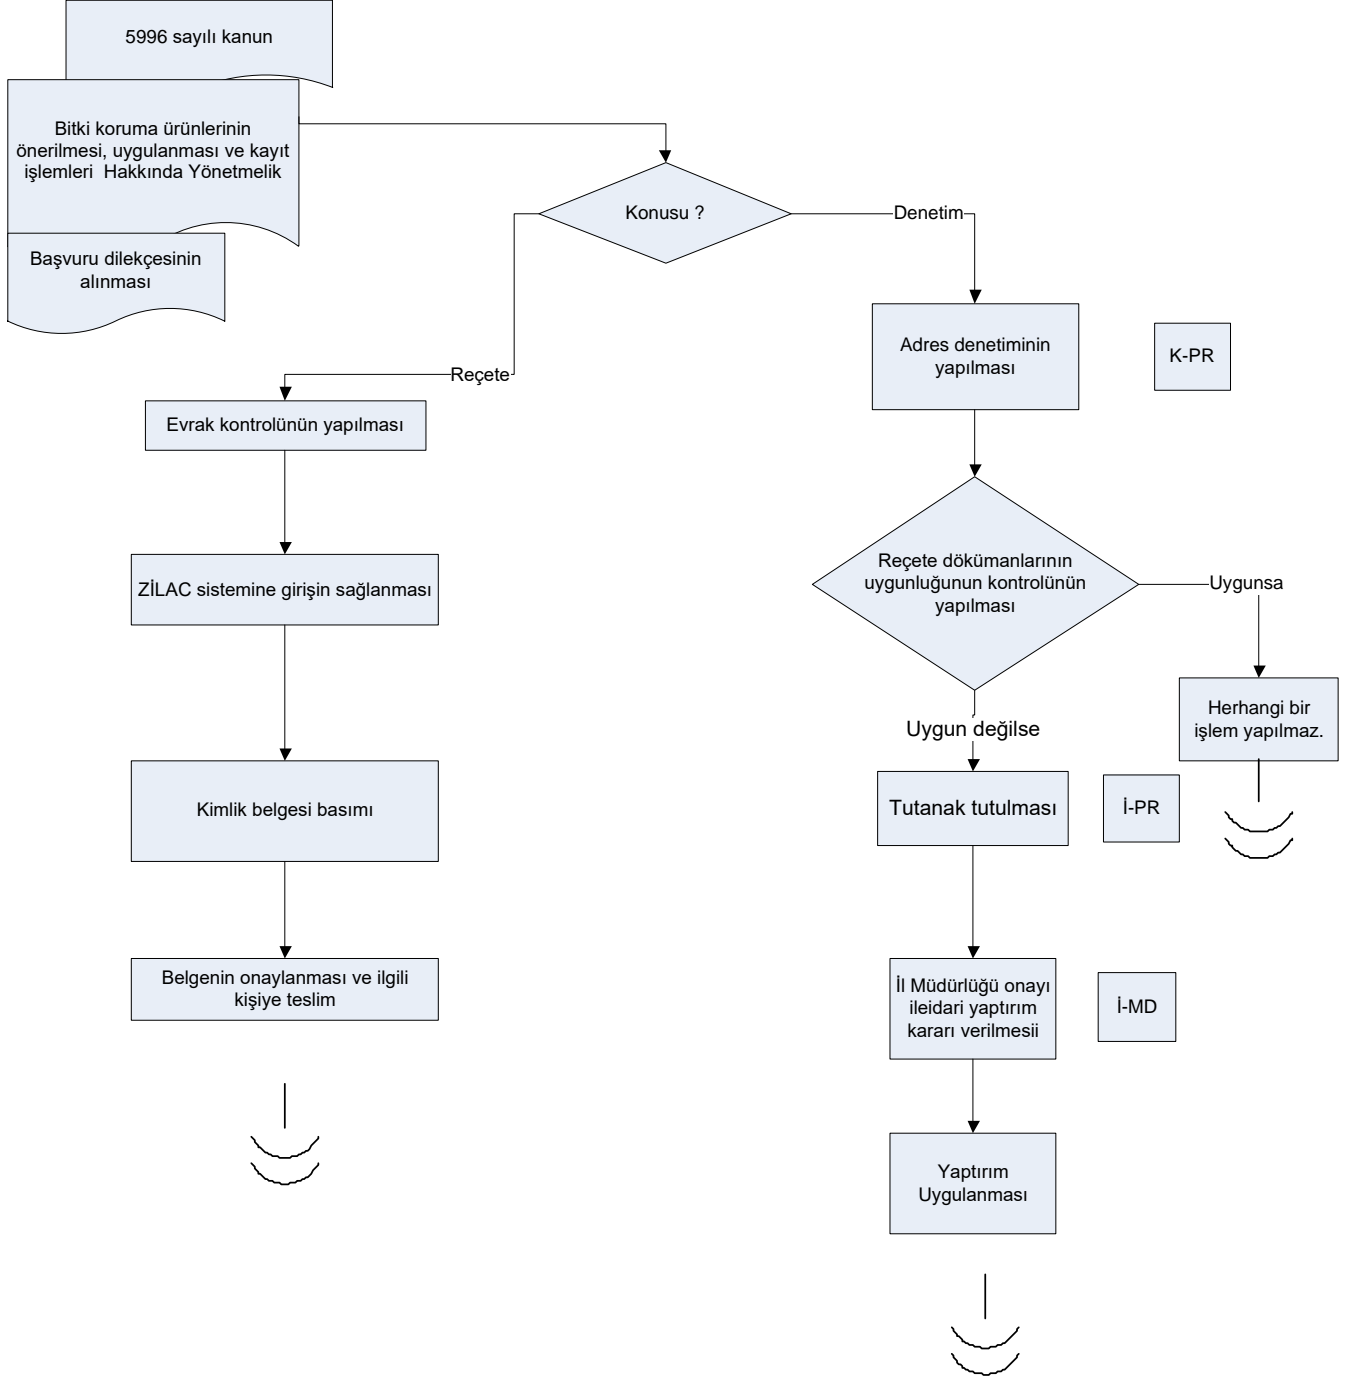 5996 sayılı kanun
Bitki koruma ürünlerinin
önerilmesi, uygulanması ve kayıt
işlemleri  Hakkında Yönetmelik
Başvuru dilekçesinin
alınması
Konusu ?
Denetim
Reçete
Adres denetiminin
yapılması
K-PR
Evrak kontrolünün yapılması
ZİLAC sistemine girişin sağlanması
Reçete dökümanlarının
uygunluğunun kontrolünün
yapılması
Uygunsa
Herhangi bir
işlem yapılmaz.
Uygun değilse
Kimlik belgesi basımı
Tutanak tutulması
İ-PR
Belgenin onaylanması ve ilgili
kişiye teslim
İl Müdürlüğü onayı
ileidari yaptırım
kararı verilmesii
İ-MD
Yaptırım
Uygulanması